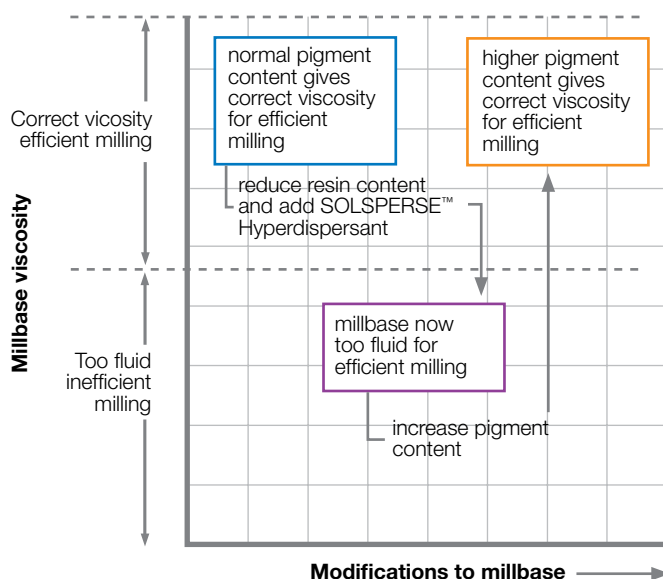 normal pigment
content gives
correct viscosity
for efficient
milling
higher pigment
content gives
correct viscosity
for efficient
milling
Correct vicosity
efficient milling
reduce resin content
and add SOLSPERSE™
Hyperdispersant
Millbase viscosity
millbase now
too fluid for
efficient milling
Too fluid
inefficient
milling
increase pigment
content
Modifications to millbase